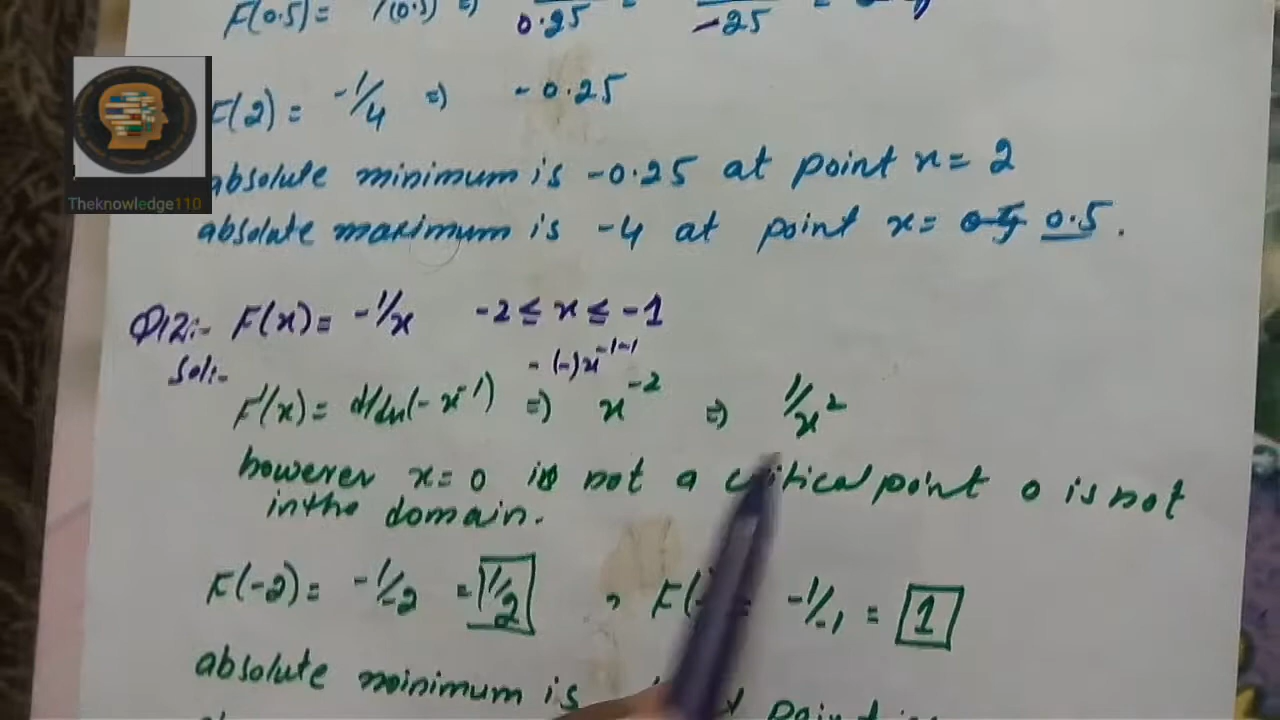 F(0.5)=
0.25 -25
F(2) = -1/4 ⇒ -0.25
absolute minimum is -0.25 at point x= 2
Theknowledge110
absolute maximum is -4 at point x= 0.5 .
Q12:- F(x)= -1/x -2 ≤ x ≤ -1
Sol:- - (-)x^-1-1
F'(x)= d/dx(-x^-1) ⇒ x^-2 ⇒ 1/x^2
however x=0 is not a critical point 0 is not
in the domain.
F(-2)= -1/-2 = 1/2 , F( = -1/-1 = 1
absolute minimum is point